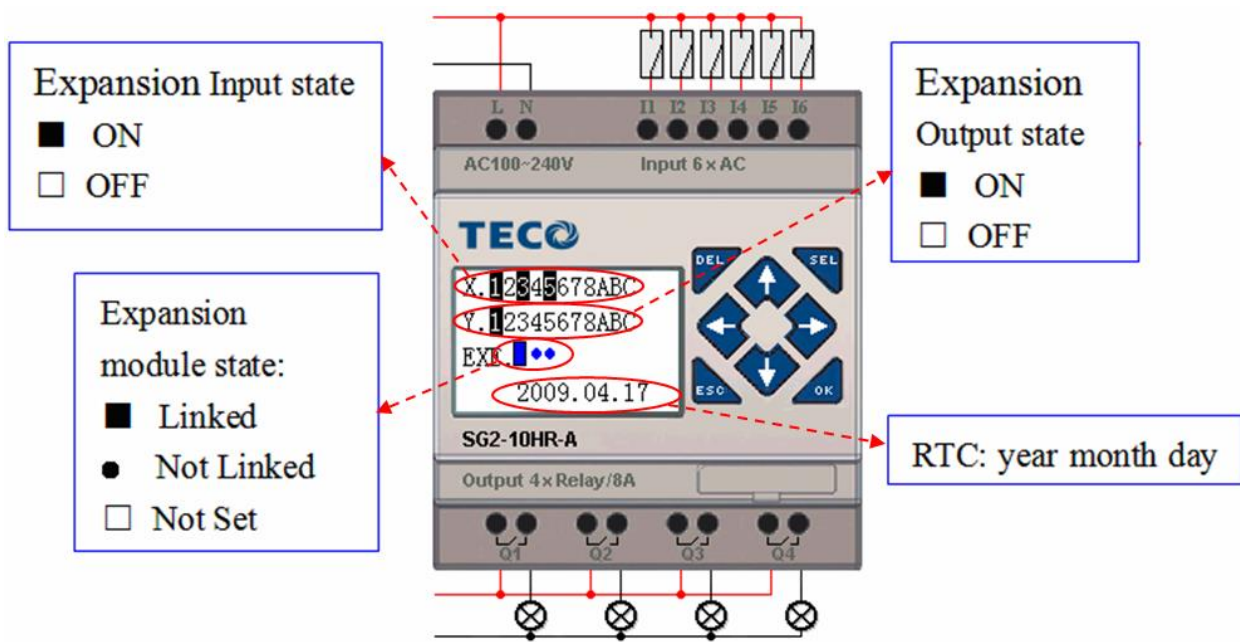 Expansion Input state
■ ON
□ OFF
Expansion
module state:
■ Linked
● Not Linked
□ Not Set
L N
I1 I2 I3 I4 I5 I6
AC100~240V Input 6×AC
TECO
DEL
SEL
X.12345678ABC
Y.12345678ABC
EXE.
2009.04.17
ESC
OK
SG2-10HR-A
Output 4×Relay/8A
Q1 Q2 Q3 Q4
Expansion
Output state
■ ON
□ OFF
RTC: year month day